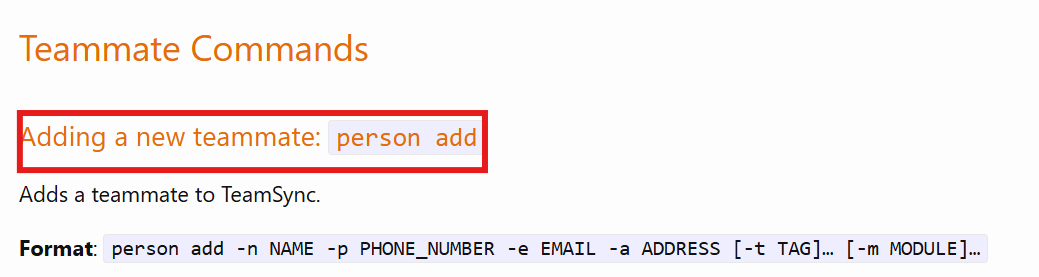 Teammate Commands
Adding a new teammate: person add
Adds a teammate to TeamSync.
Format: person add -n NAME -p PHONE_NUMBER -e EMAIL -a ADDRESS [-t TAG]… [-m MODULE]…